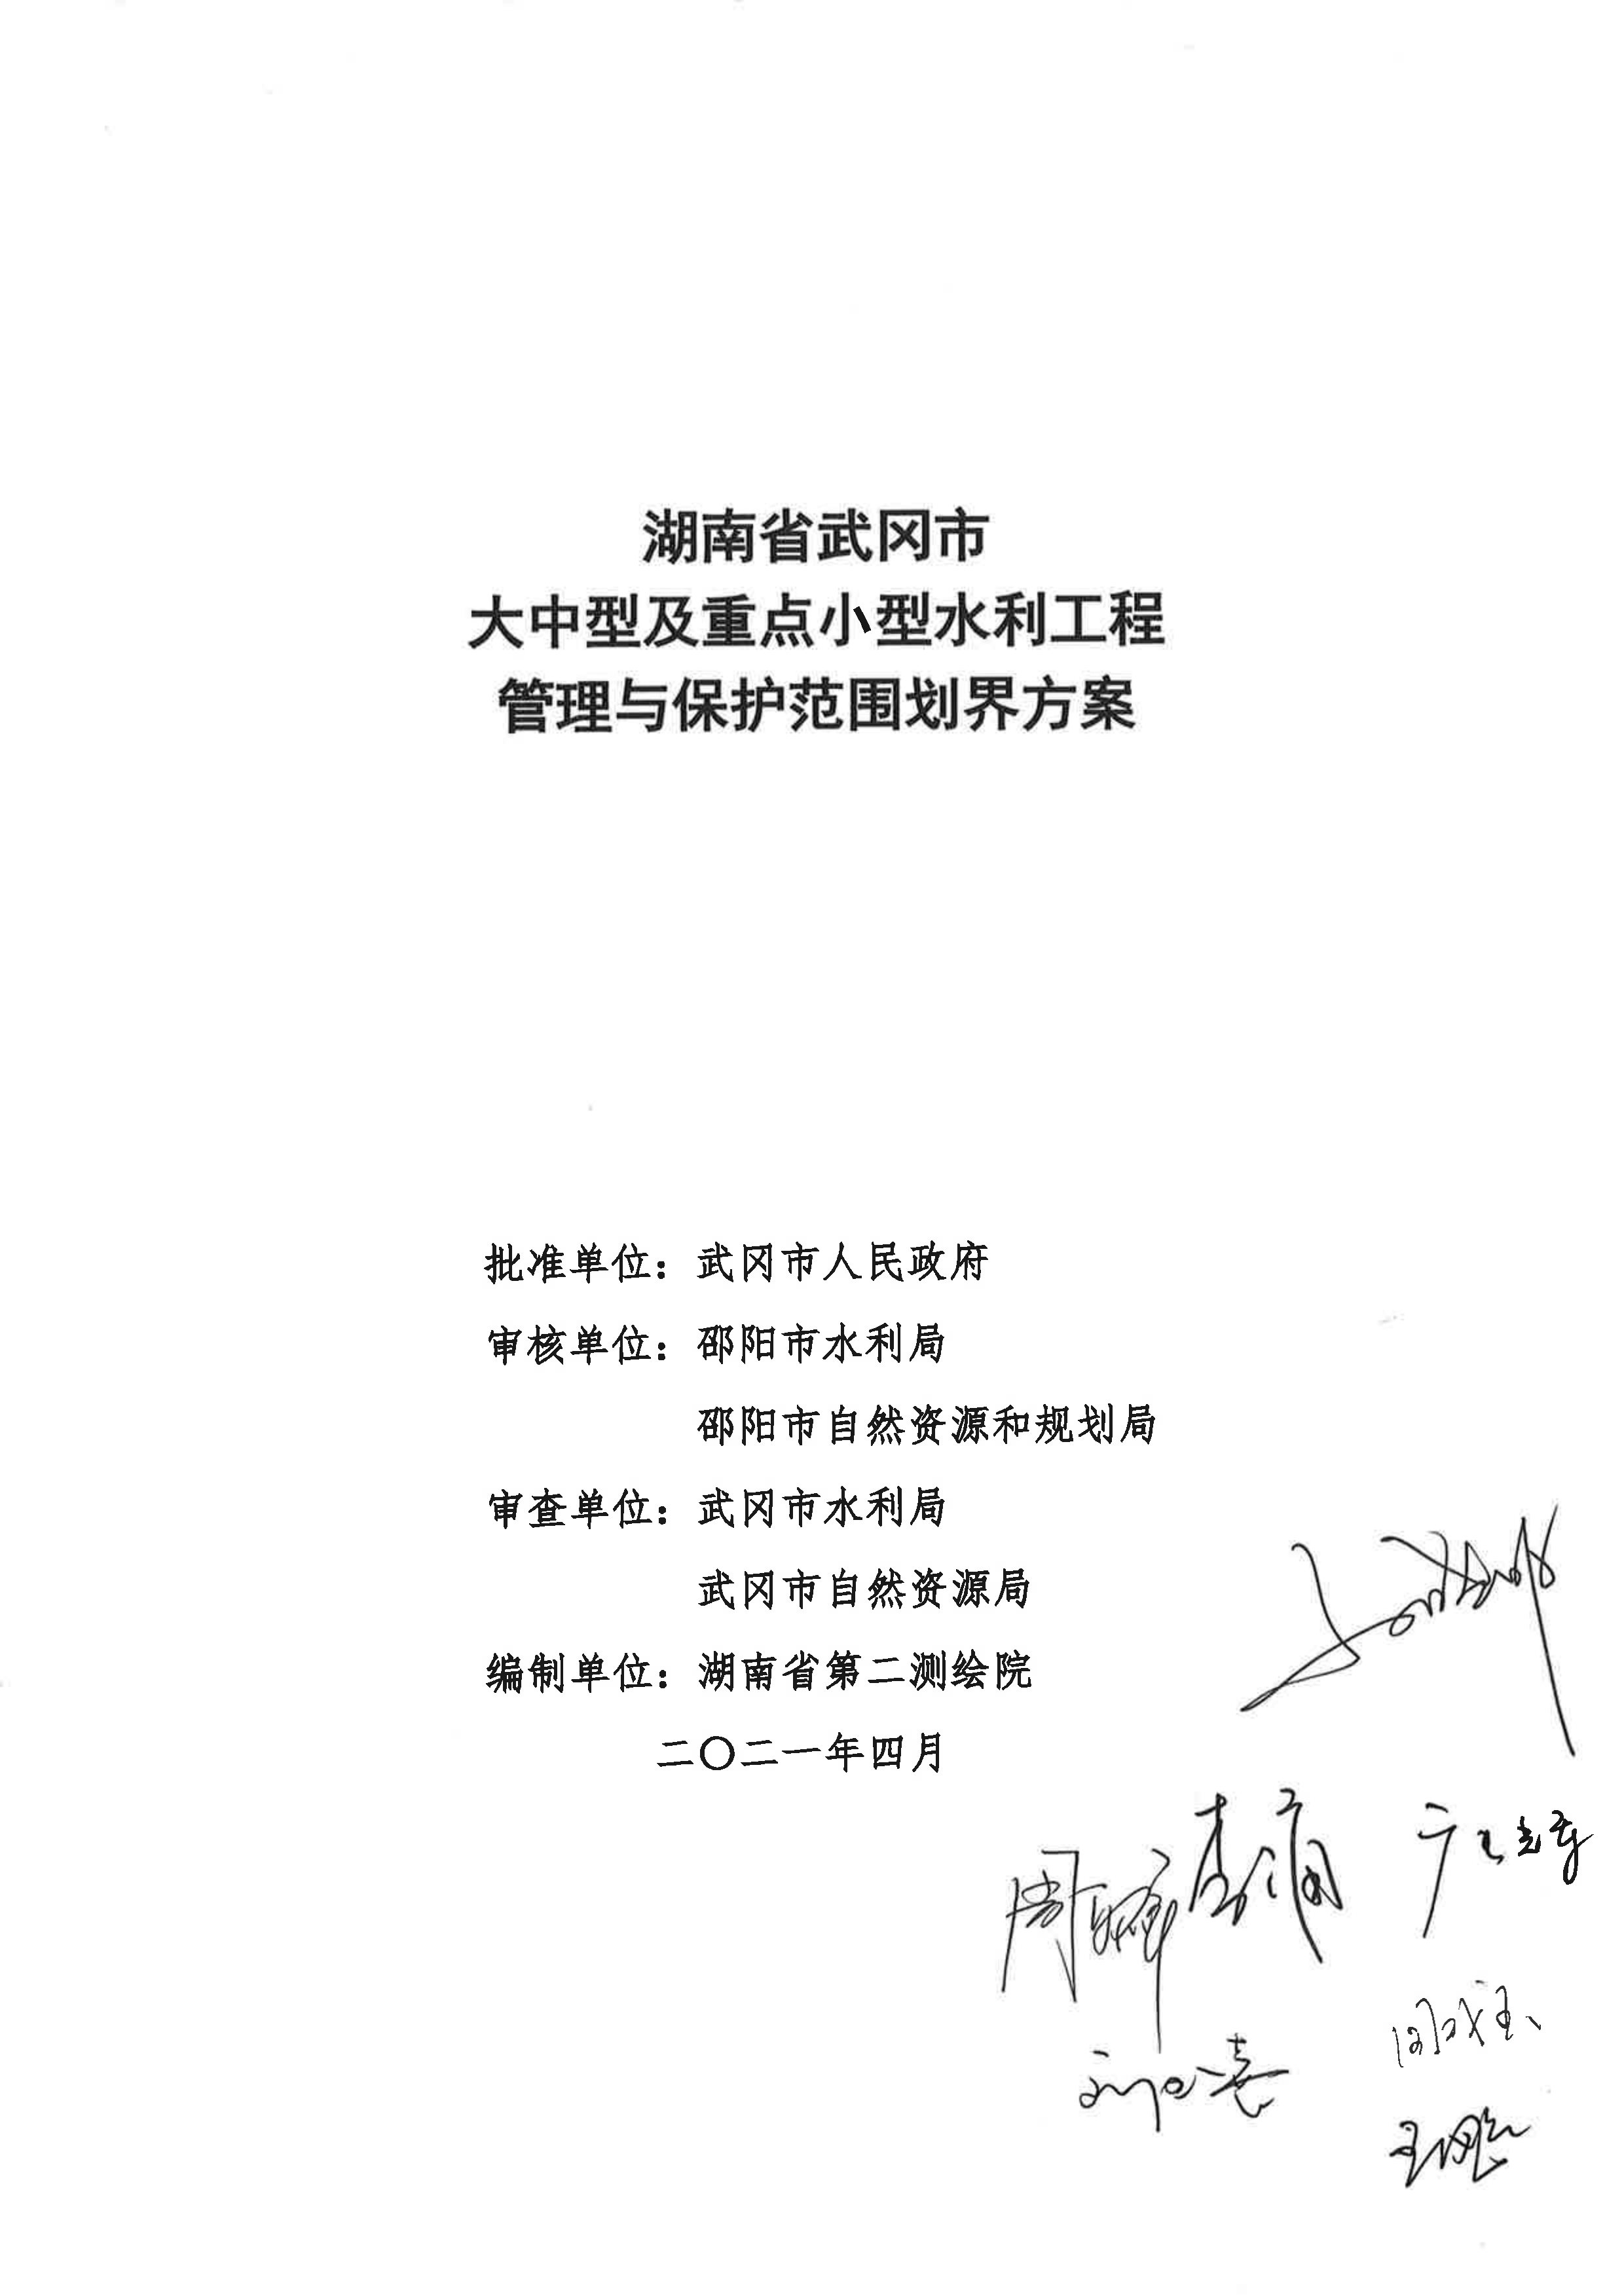 湖南省武冈市
大中型及重点小型水利工程
管理与保护范围划界方案
批准单位：武冈市人民政府
审核单位：邵阳市水利局
邵阳市自然资源和规划局
审查单位：武冈市水利局
武冈市自然资源局
编制单位：湖南省第二测绘院
二〇二一年四月